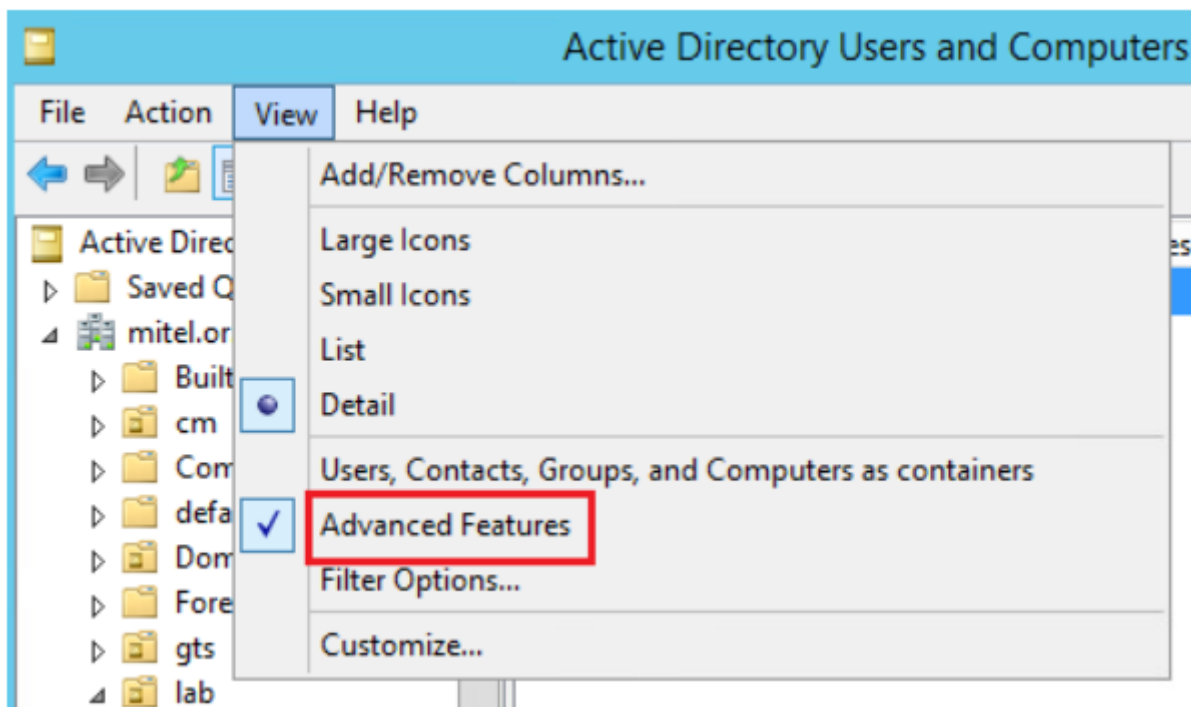 Active Directory Users and Computers
File Action View Help
Add/Remove Columns...
Large Icons
Small Icons
List
Detail
Users, Contacts, Groups, and Computers as containers
Advanced Features
Filter Options...
Customize...
Active Direc
Saved Q
mitel.or
Built
cm
Com
defa
Dom
Fore
gts
lab
es